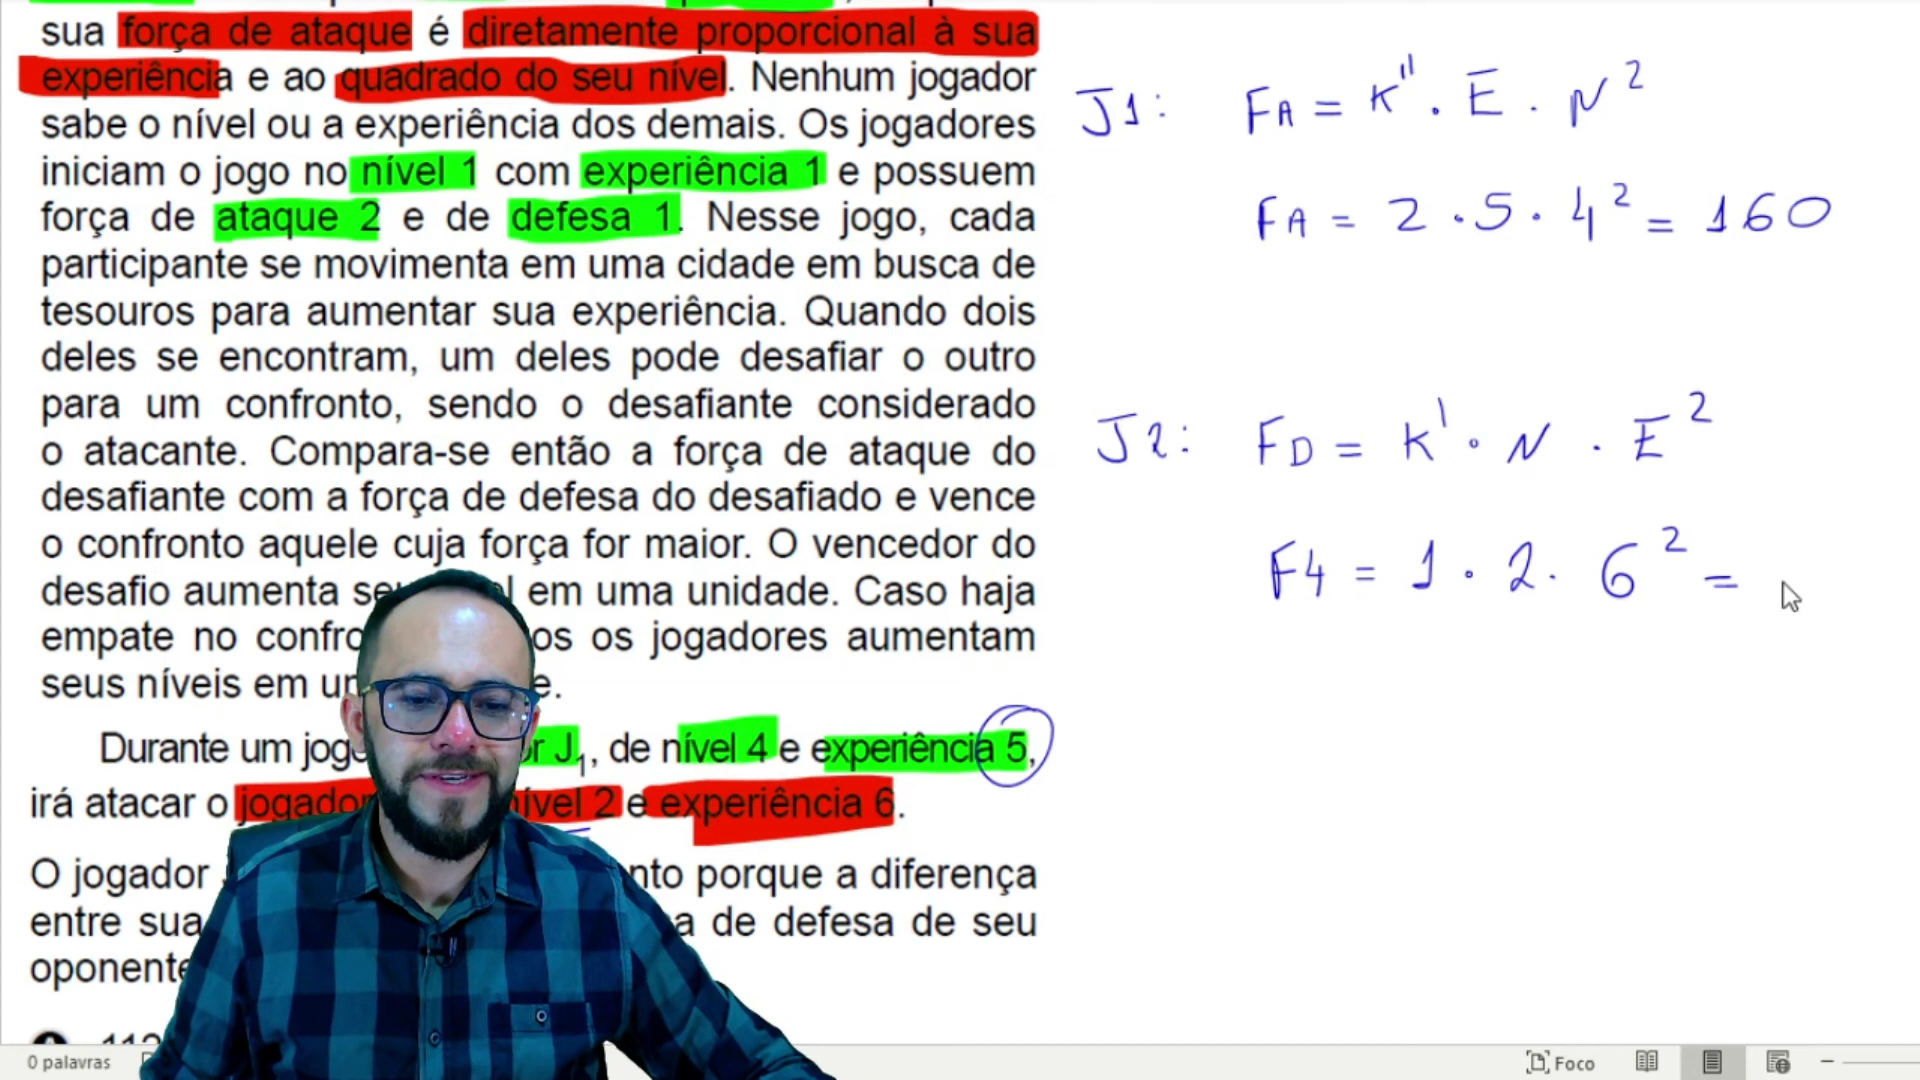 sua força de ataque é diretamente proporcional à sua
experiência e ao quadrado do seu nível. Nenhum jogador
sabe o nível ou a experiência dos demais. Os jogadores
iniciam o jogo no nível 1 com experiência 1 e possuem
força de ataque 2 e de defesa 1. Nesse jogo, cada
participante se movimenta em uma cidade em busca de
tesouros para aumentar sua experiência. Quando dois
deles se encontram, um deles pode desafiar o outro
para um confronto, sendo o desafiante considerado
o atacante. Compara-se então a força de ataque do
desafiante com a força de defesa do desafiado e vence
o confronto aquele cuja força for maior. O vencedor do
desafio aumenta em uma unidade. Caso haja
empate no os jogadores aumentam
seus níveis em
Durante um J₁, de nível 4 e experiência 5,
irá atacar o nível 2 e experiência 6.
O jogador porque a diferença
entre sua de defesa de seu
J1: FA = K'' . E . N²
FA = 2 . 5 . 4² = 160
J2: FD = K' . N . E²
F4 = 1 . 2 . 6² =
0 palavras
Foco